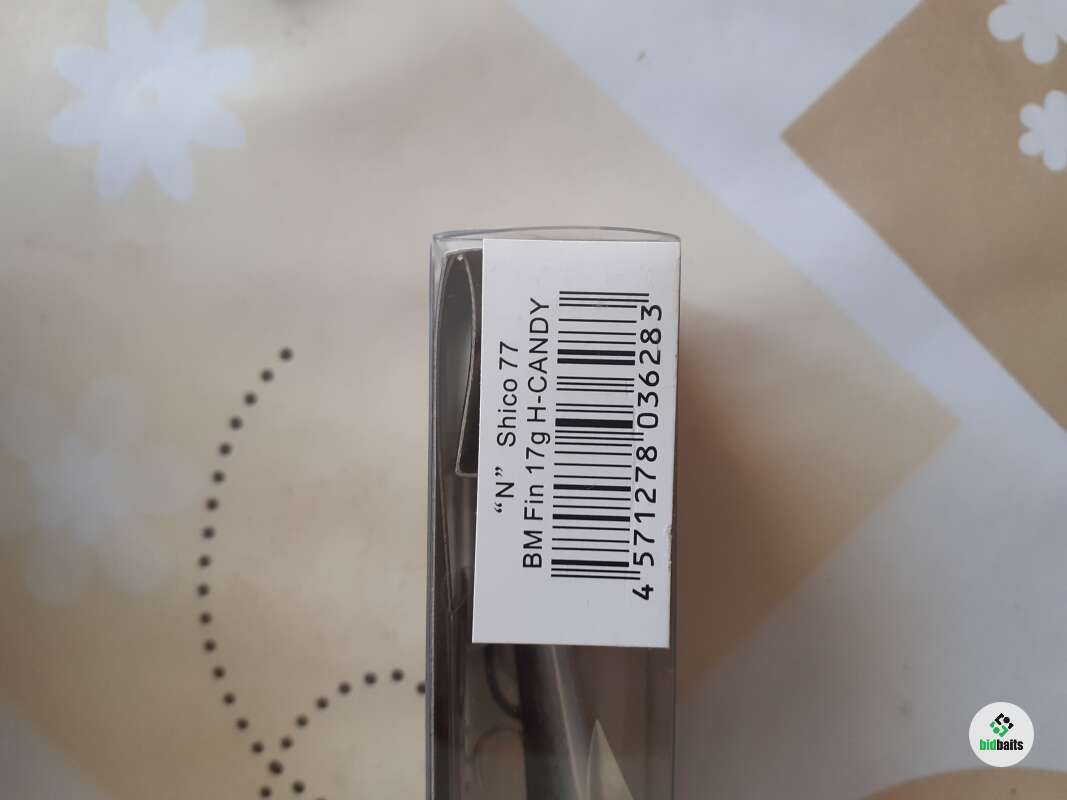 “N” Shico 77
BM Fin 17g H-CANDY
4 571278 036283
bidbaits